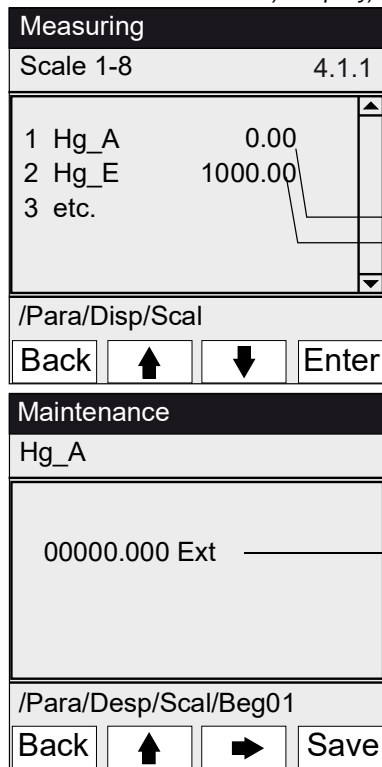 Measuring
Scale 1-8 4.1.1
1 Hg_A 0.00
2 Hg_E 1000.00
3 etc.
/Para/Disp/Scal
Back Enter
Maintenance
Hg_A
00000.000 Ext
/Para/Desp/Scal/Beg01
Back Save